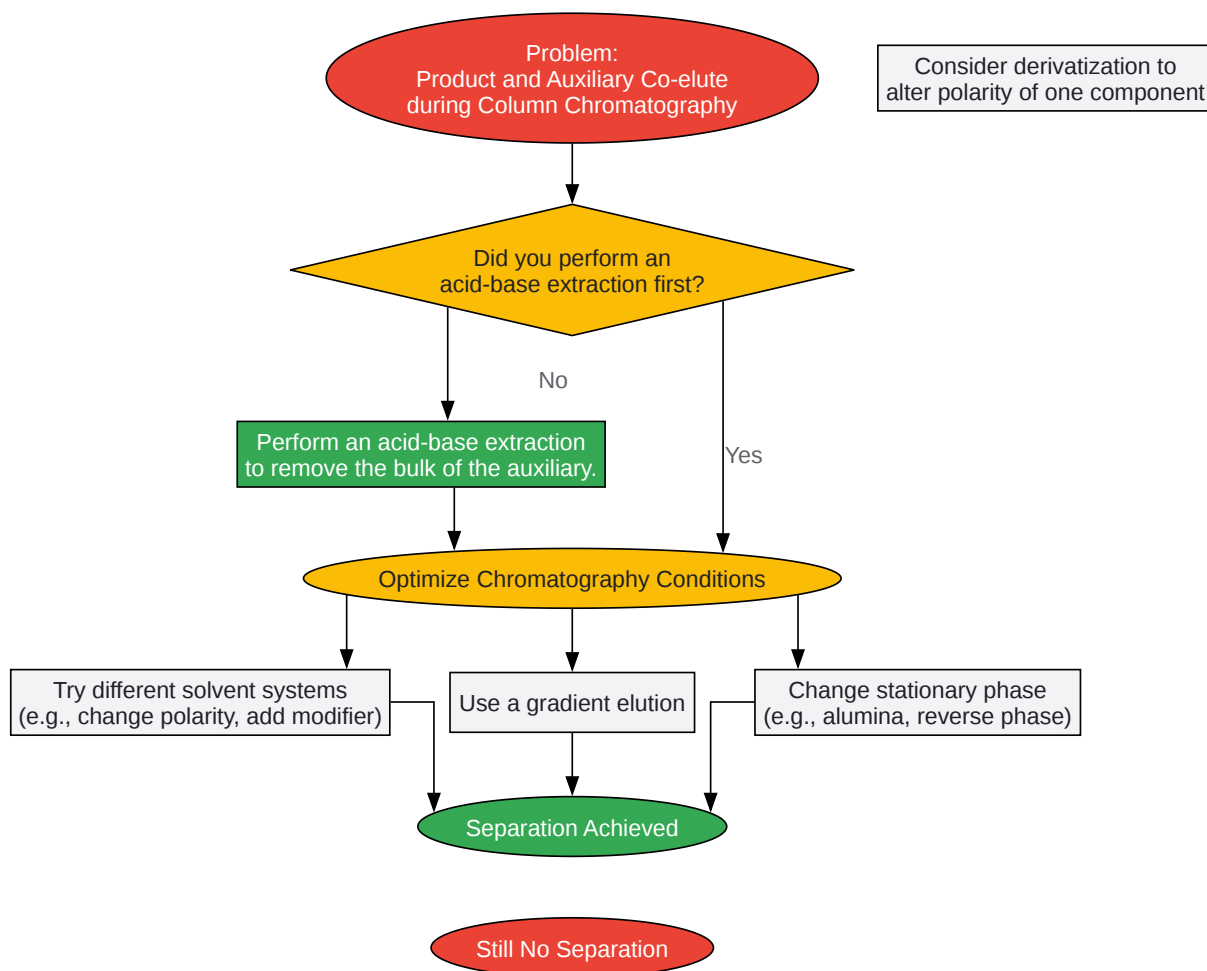 Problem:
Product and Auxiliary Co-elute
during Column Chromatography
Consider derivatization to
alter polarity of one component
Did you perform an
acid-base extraction first?
No
Perform an acid-base extraction
to remove the bulk of the auxiliary.
Yes
Optimize Chromatography Conditions
Try different solvent systems
(e.g., change polarity, add modifier)
Use a gradient elution
Change stationary phase
(e.g., alumina, reverse phase)
Separation Achieved
Still No Separation